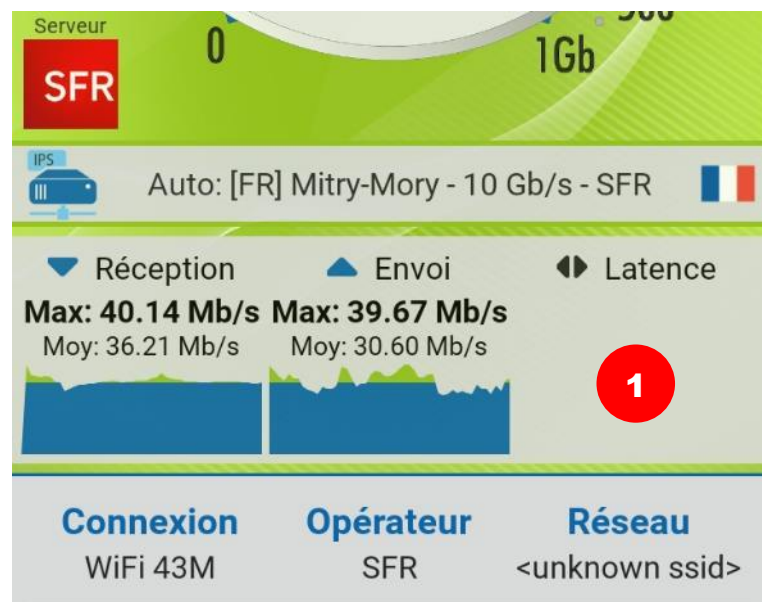 Serveur
SFR
0
1Gb
IPS
Auto: [FR] Mitry-Mory - 10 Gb/s - SFR
Réception
Envoi
Latence
Max: 40.14 Mb/s
Max: 39.67 Mb/s
Moy: 36.21 Mb/s
Moy: 30.60 Mb/s
1
Connexion
Opérateur
Réseau
WiFi 43M
SFR
<unknown ssid>